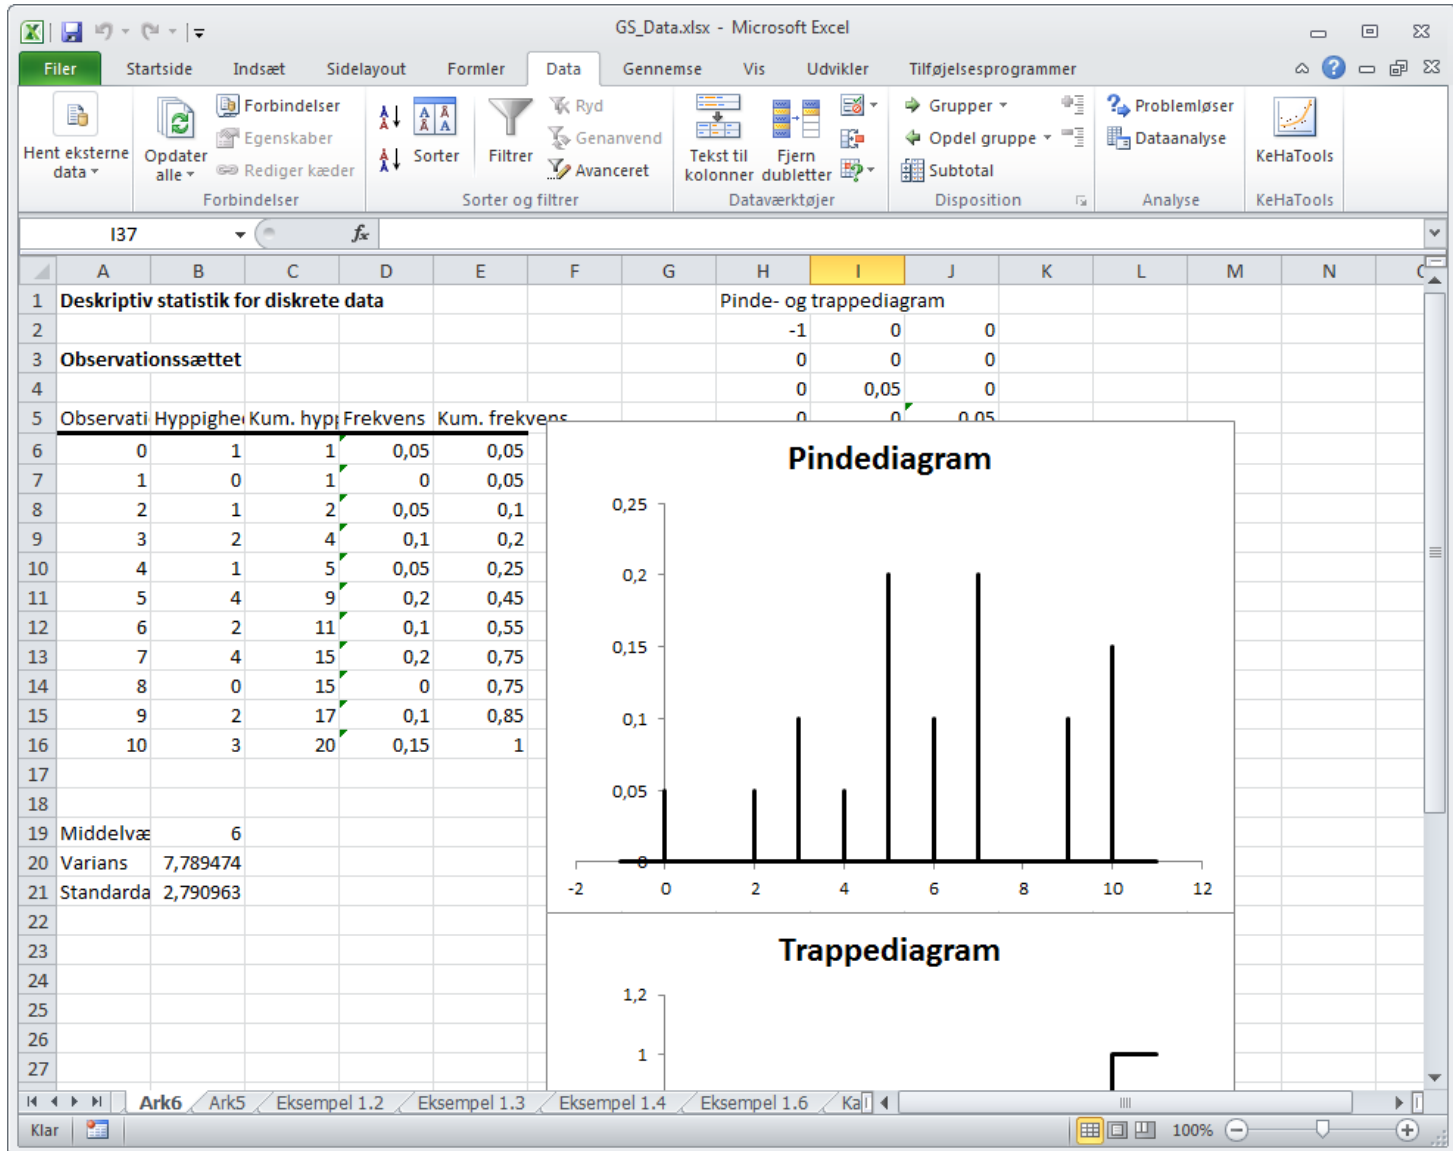 GS_Data.xlsx - Microsoft Excel
Filer Startside Indsæt Sidelayout Formler Data Gennemse Vis Udvikler Tilføjelsesprogrammer
Hent eksterne data
Opdater alle
Forbindelser
Egenskaber
Rediger kæder
Forbindelser
Sorter
Filtrer
Ryd
Genanvend
Avanceret
Sorter og filtrer
Tekst til kolonner
Fjern dubletter
Dataværktøjer
Grupper
Opdel gruppe
Subtotal
Disposition
Problemløser
Dataanalyse
Analyse
KeHaTools
KeHaTools
I37 fx
A B C D E F G H I J K L M N
1 Deskriptiv statistik for diskrete data Pinde- og trappediagram
2 -1 0 0
3 Observationssættet 0 0 0
4 0 0,05 0
5 Observati Hyppighe Kum. hypp Frekvens Kum. frekvens 0 0 0,05
6 0 1 1 0,05 0,05
7 1 0 1 0 0,05
8 2 1 2 0,05 0,1
9 3 2 4 0,1 0,2
10 4 1 5 0,05 0,25
11 5 4 9 0,2 0,45
12 6 2 11 0,1 0,55
13 7 4 15 0,2 0,75
14 8 0 15 0 0,75
15 9 2 17 0,1 0,85
16 10 3 20 0,15 1
17
18
19 Middelvæ 6
20 Varians 7,789474
21 Standarda 2,790963
22
23
24
25
26
27
Pindediagram
0,25
0,2
0,15
0,1
0,05
0
-2 0 2 4 6 8 10 12
Trappediagram
1,2
1
Ark6 Ark5 Eksempel 1.2 Eksempel 1.3 Eksempel 1.4 Eksempel 1.6 Ka
Klar 100%